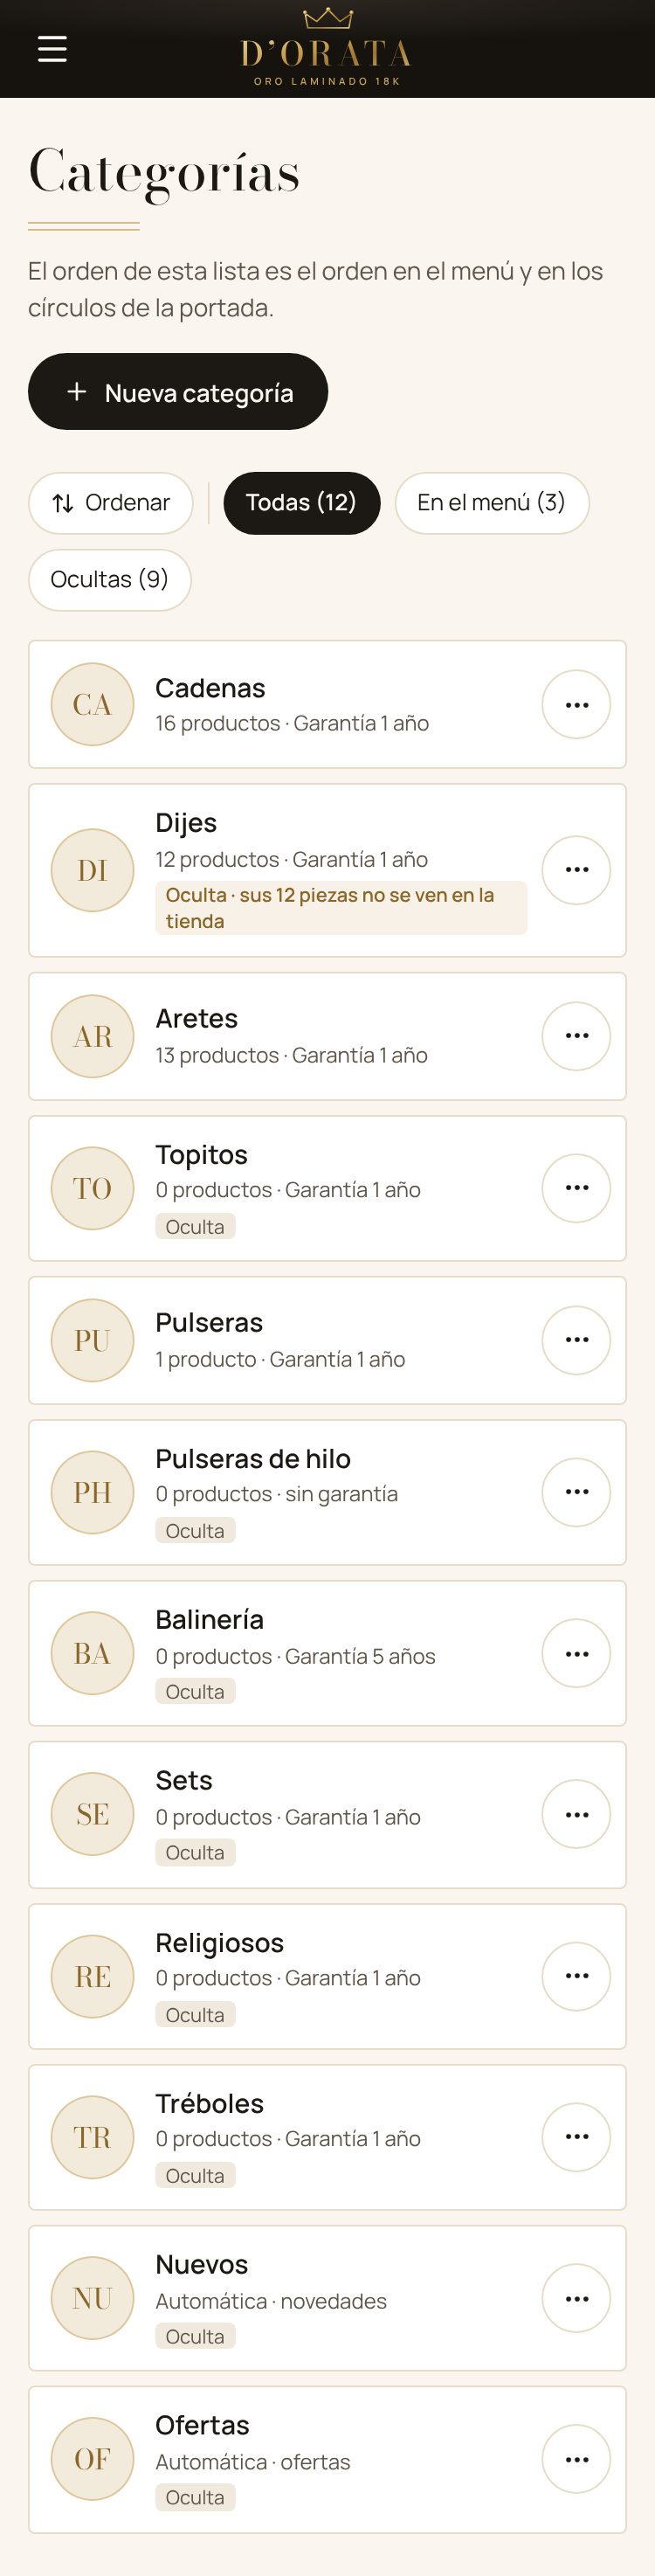 D’ORATA
ORO LAMINADO 18K
Categorías
El orden de esta lista es el orden en el menú y en los
círculos de la portada.
+ Nueva categoría
Ordenar
Todas (12)
En el menú (3)
Ocultas (9)
CA
Cadenas
16 productos · Garantía 1 año
DI
Dijes
12 productos · Garantía 1 año
Oculta · sus 12 piezas no se ven en la
tienda
AR
Aretes
13 productos · Garantía 1 año
TO
Topitos
0 productos · Garantía 1 año
Oculta
PU
Pulseras
1 producto · Garantía 1 año
PH
Pulseras de hilo
0 productos · sin garantía
Oculta
BA
Balinería
0 productos · Garantía 5 años
Oculta
SE
Sets
0 productos · Garantía 1 año
Oculta
RE
Religiosos
0 productos · Garantía 1 año
Oculta
TR
Tréboles
0 productos · Garantía 1 año
Oculta
NU
Nuevos
Automática · novedades
Oculta
OF
Ofertas
Automática · ofertas
Oculta